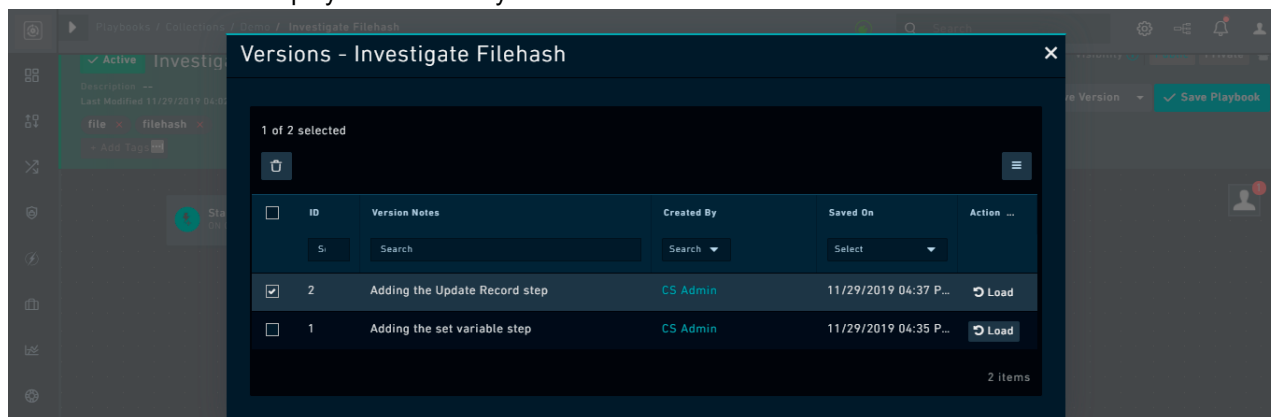 Playbooks / Collections / Demo / Investigate Filehash
Search
Versions - Investigate Filehash
Active
Description --
Last Modified 11/29/2019
Save Playbook
file
filehash
+ Add Tags
1 of 2 selected
ID Version Notes Created By Saved On Action ...
Search Search Select
2 Adding the Update Record step CS Admin 11/29/2019 04:37 P... Load
1 Adding the set variable step CS Admin 11/29/2019 04:35 P... Load
2 items